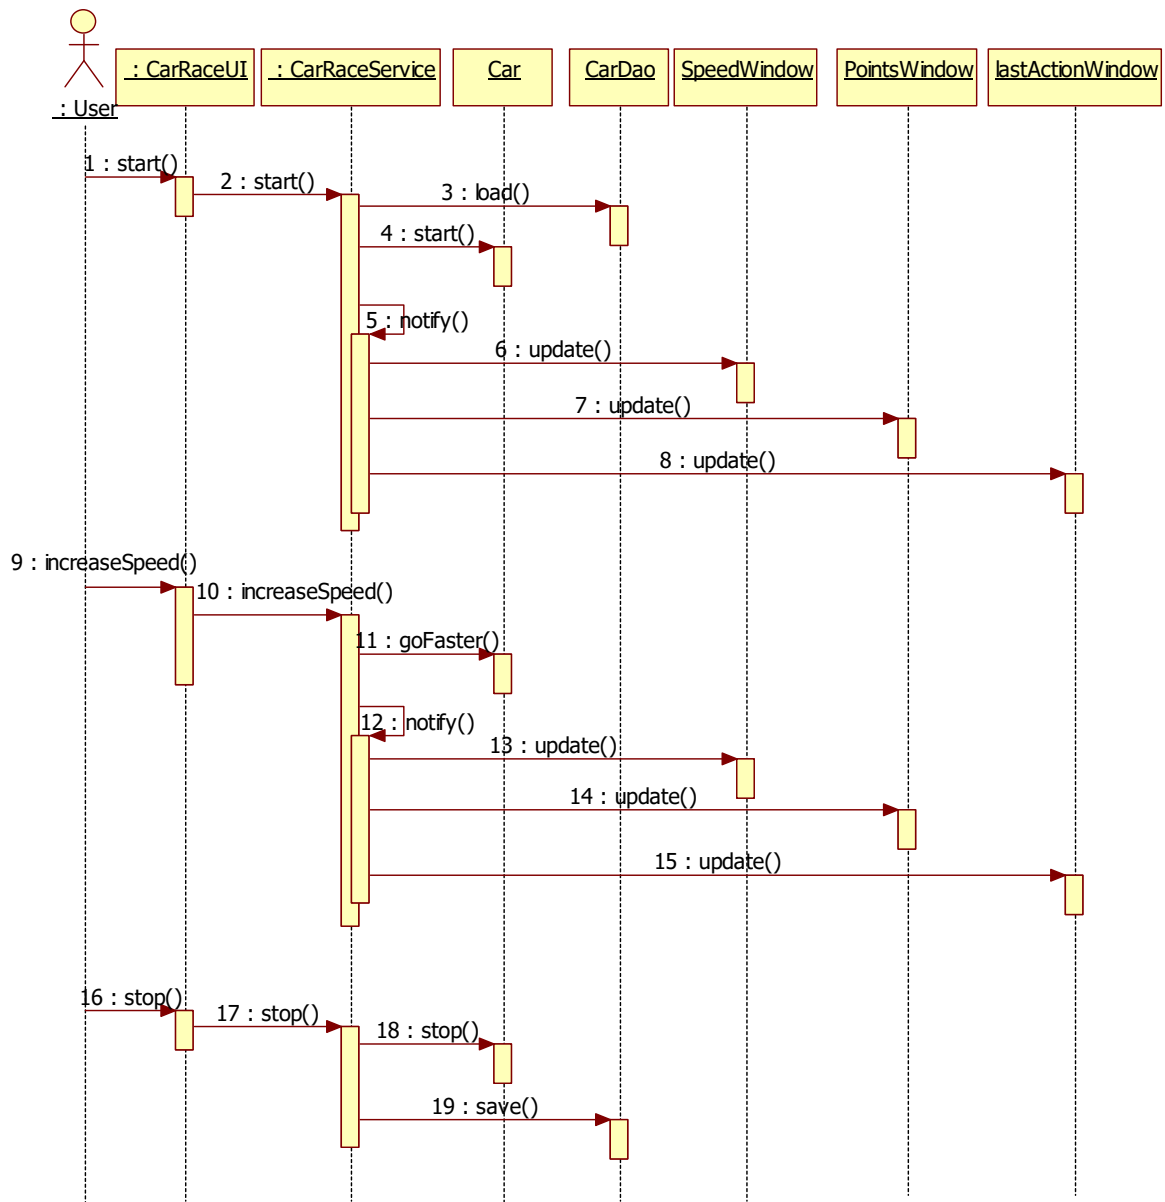 : CarRaceUI
: CarRaceService
Car
CarDao
SpeedWindow
PointsWindow
lastActionWindow
: User
1 : start()
2 : start()
3 : load()
4 : start()
5 : notify()
6 : update()
7 : update()
8 : update()
9 : increaseSpeed()
10 : increaseSpeed()
11 : goFaster()
12 : notify()
13 : update()
14 : update()
15 : update()
16 : stop()
17 : stop()
18 : stop()
19 : save()